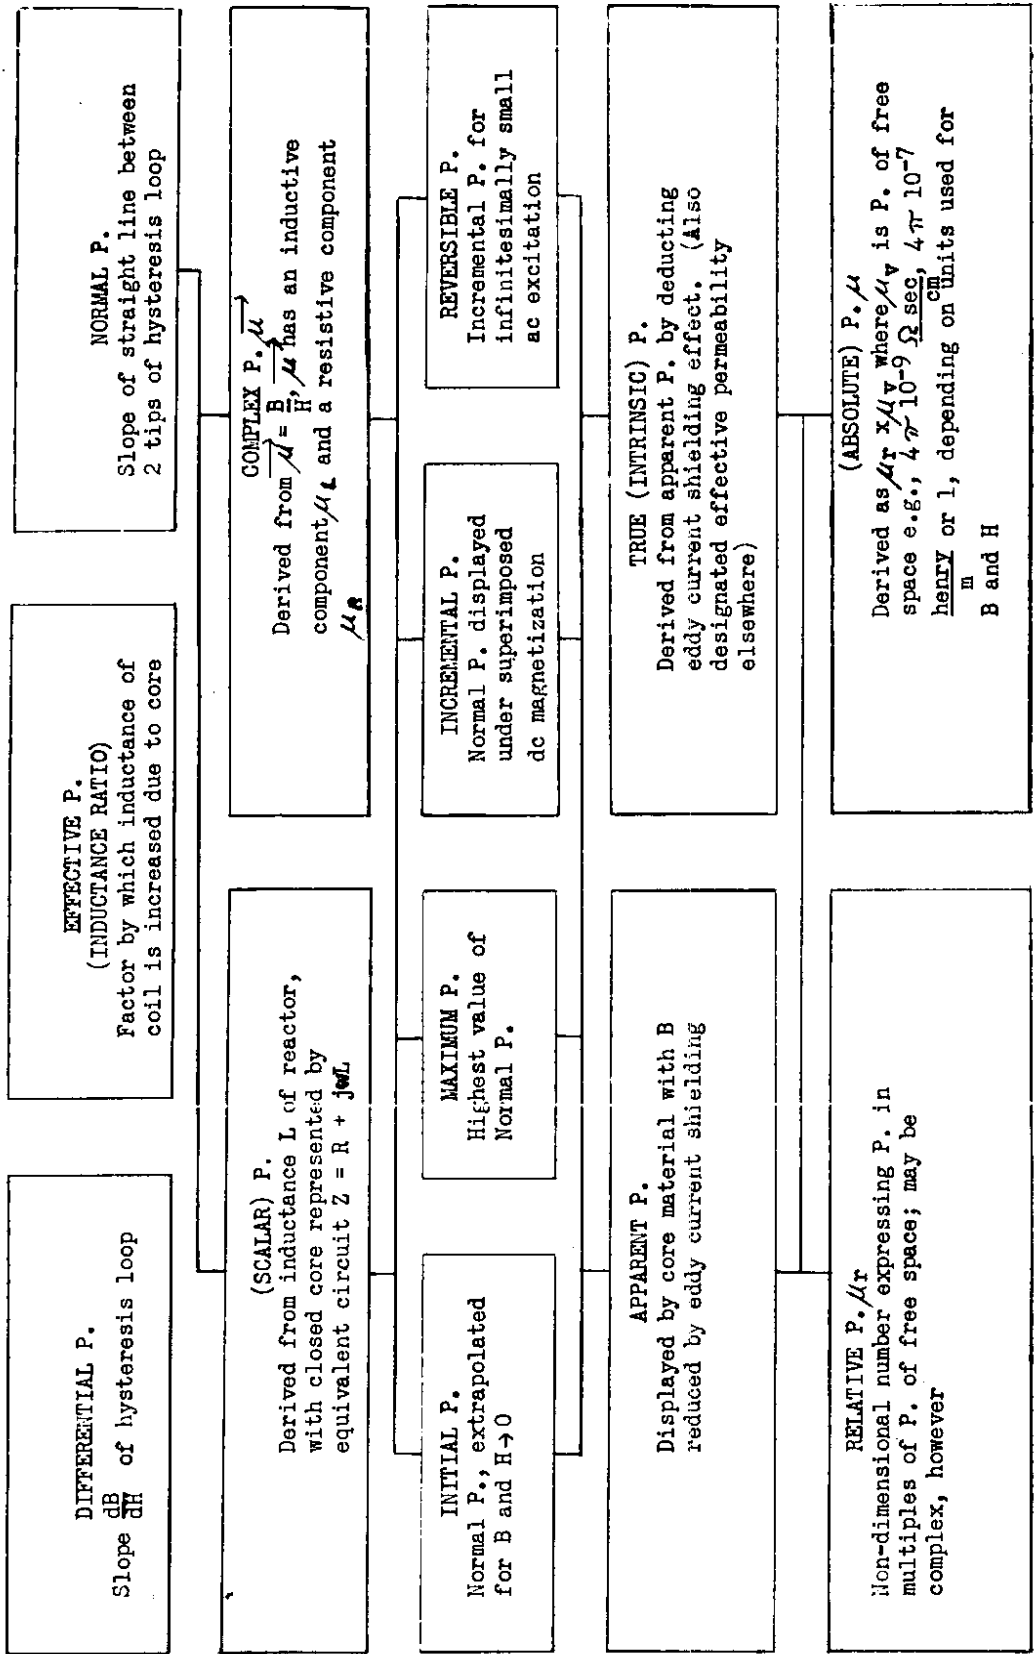 DIFFERENTIAL P.
Slope dB/dH of hysteresis loop
EFFECTIVE P.
(INDUCTANCE RATIO)
Factor by which inductance of
coil is increased due to core
NORMAL P.
Slope of straight line between
2 tips of hysteresis loop
(SCALAR) P.
Derived from inductance L of reactor,
with closed core represented by
equivalent circuit Z = R + jωL
COMPLEX P. μ⃗
Derived from μ⃗ = B⃗/H⃗, μ⃗ has an inductive
component μL and a resistive component
μR
INITIAL P.
Normal P., extrapolated
for B and H→0
MAXIMUM P.
Highest value of
Normal P.
INCREMENTAL P.
Normal P. displayed
under superimposed
dc magnetization
REVERSIBLE P.
Incremental P. for
infinitesimally small
ac excitation
APPARENT P.
Displayed by core material with B
reduced by eddy current shielding
TRUE (INTRINSIC) P.
Derived from apparent P. by deducting
eddy current shielding effect. (Also
designated effective permeability
elsewhere)
RELATIVE P. μr
Non-dimensional number expressing P. in
multiples of P. of free space; may be
complex, however
(ABSOLUTE) P. μ
Derived as μr x μv where μv is P. of free
space e.g., 4π 10-9 Ω sec/cm, 4π 10-7
henry/m or 1, depending on units used for
B and H